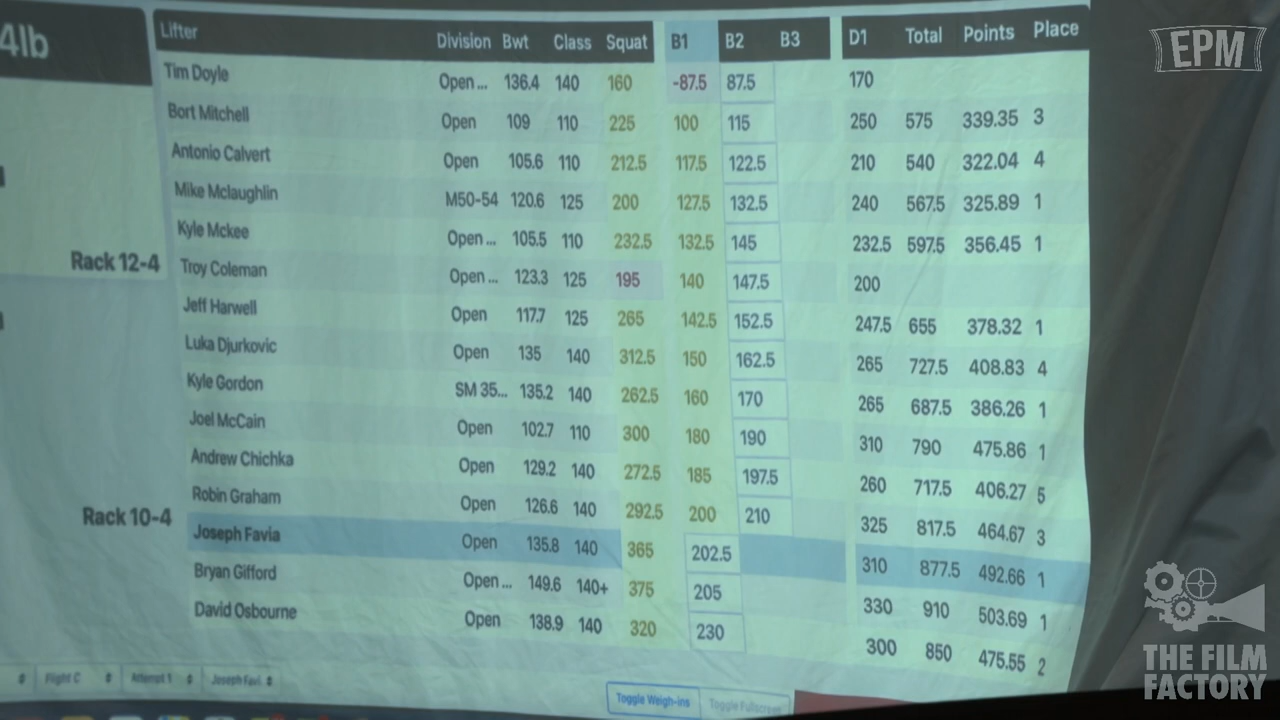 4lb
Lifter Division Bwt Class Squat B1 B2 B3 D1 Total Points Place
Tim Doyle Open ... 136.4 140 160 -87.5 87.5 170
Bort Mitchell Open 109 110 225 100 115 250 575 339.35 3
Antonio Calvert Open 105.6 110 212.5 117.5 122.5 210 540 322.04 4
Mike Mclaughlin M50-54 120.6 125 200 127.5 132.5 240 567.5 325.89 1
Kyle Mckee Open ... 105.5 110 232.5 132.5 145 232.5 597.5 356.45 1
Rack 12-4
Troy Coleman Open ... 123.3 125 195 140 147.5 200
Jeff Harwell Open 117.7 125 265 142.5 152.5 247.5 655 378.32 1
Luka Djurkovic Open 135 140 312.5 150 162.5 265 727.5 408.83 4
Kyle Gordon SM 35... 135.2 140 262.5 160 170 265 687.5 386.26 1
Joel McCain Open 102.7 110 300 180 190 310 790 475.86 1
Andrew Chichka Open 129.2 140 272.5 185 197.5 260 717.5 406.27 5
Robin Graham Open 126.6 140 292.5 200 210 325 817.5 464.67 3
Rack 10-4
Joseph Favia Open 135.8 140 365 202.5 310 877.5 492.66 1
Bryan Gifford Open ... 149.6 140+ 375 205 330 910 503.69 1
David Osbourne Open 138.9 140 320 230 300 850 475.55 2
Flight C Attempt 1 Joseph Favi
Toggle Weigh-ins Toggle Fullscreen
EPM
THE FILM
FACTORY